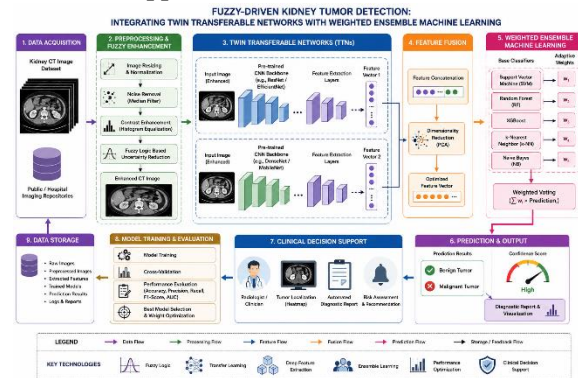 FUZZY-DRIVEN KIDNEY TUMOR DETECTION:
INTEGRATING TWIN TRANSFERABLE NETWORKS WITH WEIGHTED ENSEMBLE MACHINE LEARNING
1. DATA ACQUISITION
Kidney CT Image
Dataset
Public / Hospital
Imaging Repositories
2. PREPROCESSING
& FUZZY ENHANCEMENT
Image Resizing
& Normalization
Noise Removal
(Median Filter)
Contrast Enhancement
(Histogram Equalization)
Fuzzy Logic Based
Uncertainty Reduction
Enhanced CT Image
3. TWIN TRANSFERABLE NETWORKS (TTNs)
Input Image
(Enhanced)
Pre-trained
CNN Backbone
(e.g., ResNet /
EfficientNet)
Feature Extraction
Layers
Feature
Vector 1
Input Image
(Enhanced)
Pre-trained
CNN Backbone
(e.g., DenseNet /
MobileNet)
Feature Extraction
Layers
Feature
Vector 2
4. FEATURE FUSION
Feature Concatenation
Dimensionality
Reduction
(PCA)
Optimized
Feature Vector
5. WEIGHTED ENSEMBLE
MACHINE LEARNING
Base Classifiers
Adaptive
Weights
Support Vector
Machine (SVM)
Random Forest
(RF)
XGBoost
k-Nearest
Neighbor (k-NN)
Naive Bayes
(NB)
Weighted Voting
6. PREDICTION & OUTPUT
Prediction Results
Benign Tumor
Malignant Tumor
Confidence Score
High
Diagnostic Report &
Visualization
7. CLINICAL DECISION SUPPORT
Radiologist /
Clinician
Tumor Localization
(Heatmap)
Automated
Diagnostic Report
Risk Assessment
& Recommendation
8. MODEL TRAINING & EVALUATION
Model Training
Cross-Validation
Performance Evaluation
(Accuracy, Precision, Recall,
F1-Score, AUC)
Best Model Selection
& Weight Optimization
9. DATA STORAGE
Raw Images
Preprocessed Images
Extracted Features
Trained Models
Prediction Results
Logs & Reports
LEGEND
Data Flow
Processing Flow
Feature Flow
Fusion Flow
Prediction Flow
Storage / Feedback Flow
KEY TECHNOLOGIES
Fuzzy Logic
Transfer Learning
Deep Feature
Extraction
Ensemble Learning
Performance
Optimization
Clinical Decision
Support